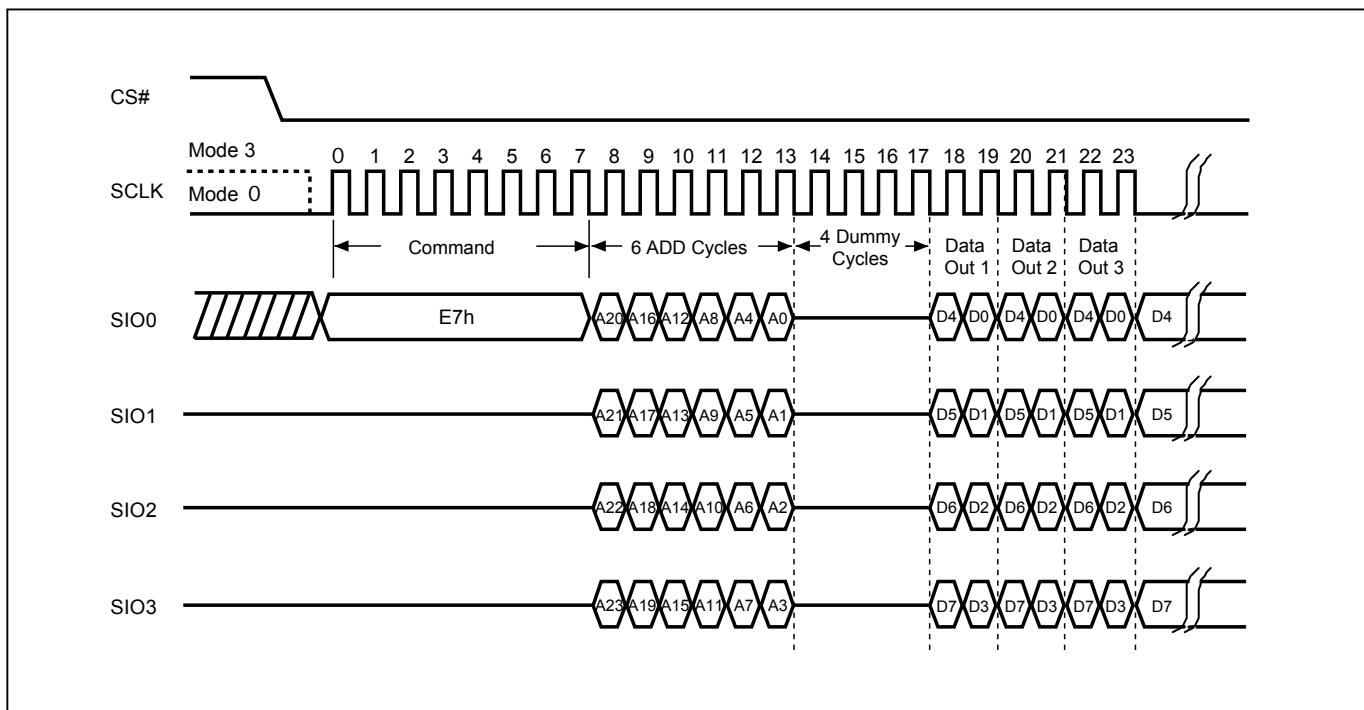 CS#
Mode 3
0 1 2 3 4 5 6 7 8 9 10 11 12 13 14 15 16 17 18 19 20 21 22 23
SCLK
Mode 0
Command
6 ADD Cycles
4 Dummy
Cycles
Data
Out 1
Data
Out 2
Data
Out 3
SIO0
E7h
A20 A16 A12 A8 A4 A0
D4 D0 D4 D0 D4 D0 D4
SIO1
A21 A17 A13 A9 A5 A1
D5 D1 D5 D1 D5 D1 D5
SIO2
A22 A18 A14 A10 A6 A2
D6 D2 D6 D2 D6 D2 D6
SIO3
A23 A19 A15 A11 A7 A3
D7 D3 D7 D3 D7 D3 D7